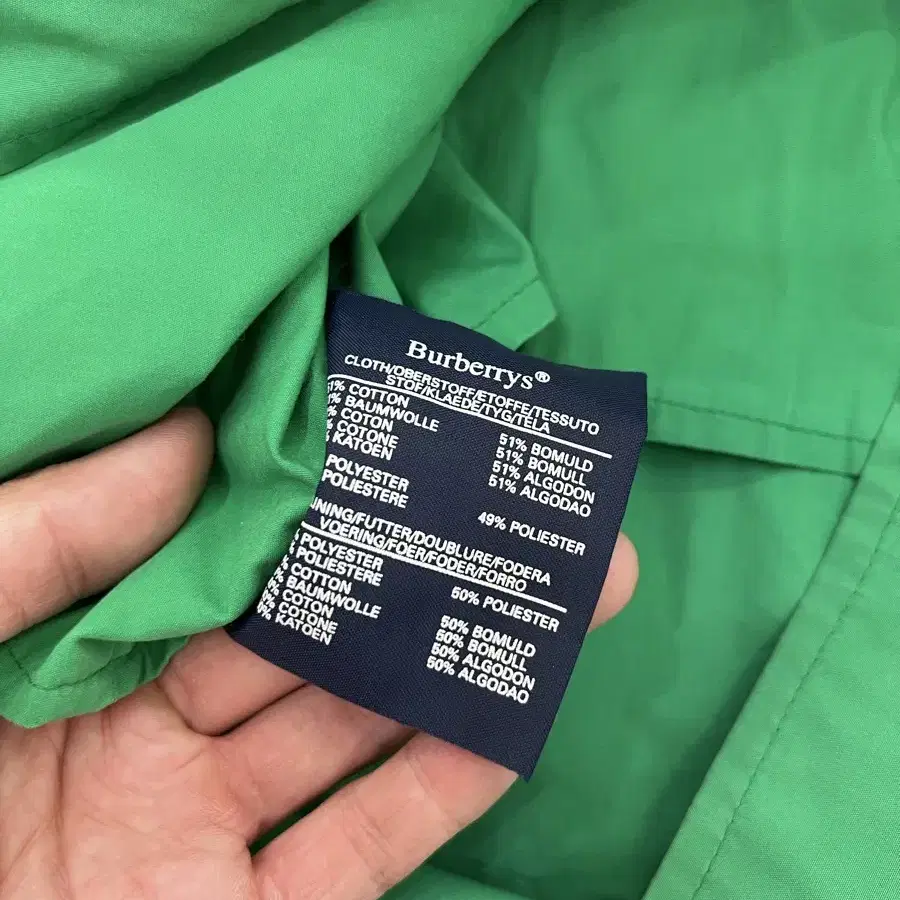 Burberrys®
CLOTH/OBERSTOFF/ETOFFE/TESSUTO
STOF/KLAEDE/TYG/TELA
51% COTTON
% BAUMWOLLE
% COTON
% COTONE
% KATOEN
51% BOMULD
51% BOMULL
51% ALGODON
51% ALGODAO
POLYESTER
POLIESTERE
49% POLIESTER
NING/FUTTER/DOUBLURE/FODERA
VOERING/FOER/FODER/FORRO
% POLYESTER
% POLIESTERE
% COTTON
% BAUMWOLLE
% COTON
% COTONE
% KATOEN
50% POLIESTER
50% BOMULD
50% BOMULL
50% ALGODON
50% ALGODAO